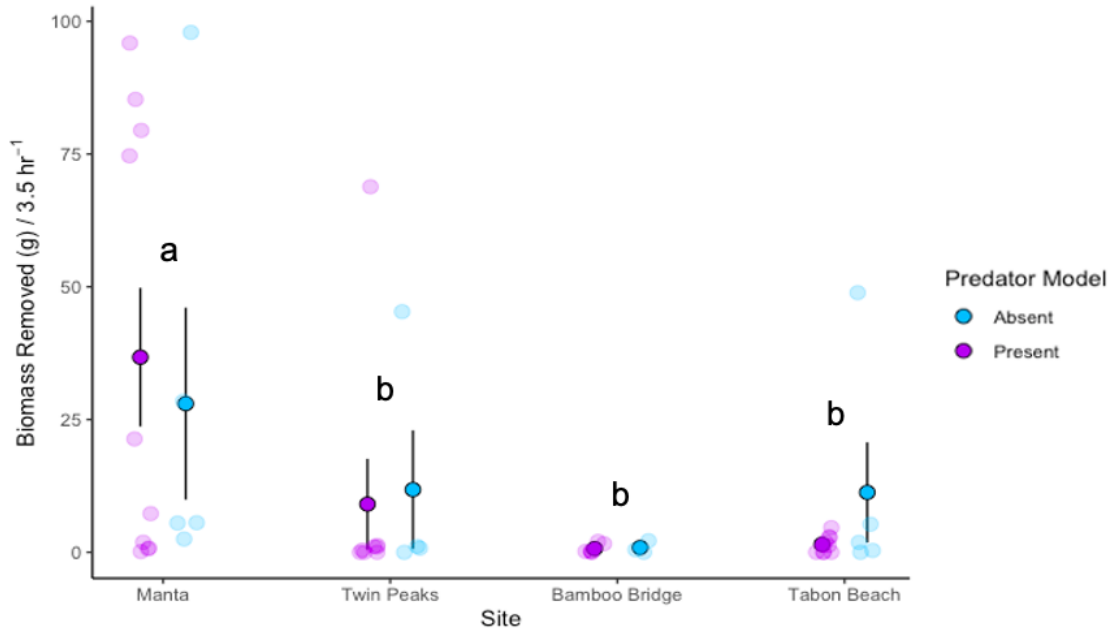 100
75
50
25
0
Biomass Removed (g) / 3.5 hr⁻¹
a
b
b
b
Manta
Twin Peaks
Bamboo Bridge
Tabon Beach
Site
Predator Model
Absent
Present